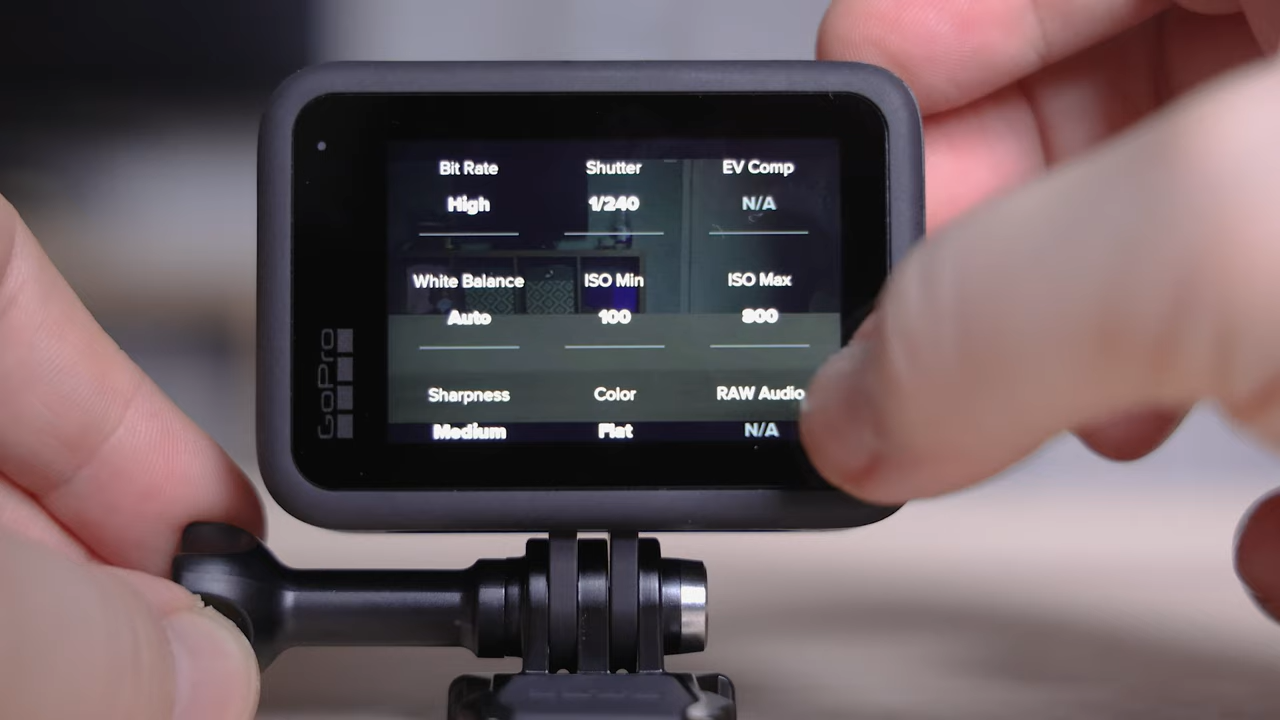 Bit Rate Shutter EV Comp
High 1/240 N/A
White Balance ISO Min ISO Max
Auto 100 800
Sharpness Color RAW Audio
Medium Flat N/A
GoPro